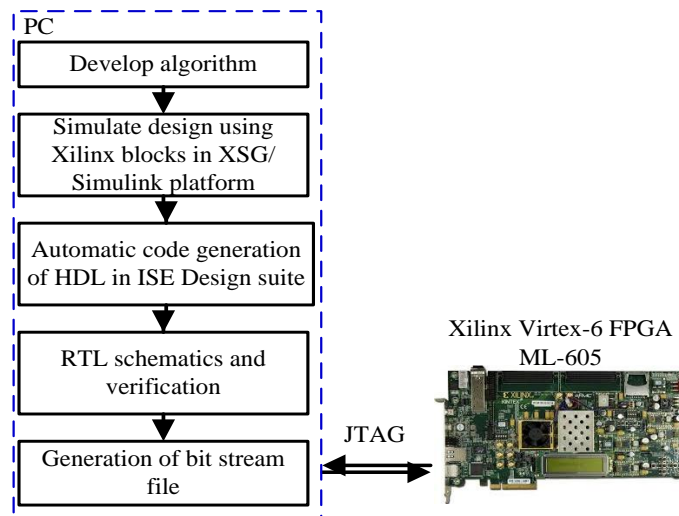 PC
Develop algorithm
Simulate design using
Xilinx blocks in XSG/
Simulink platform
Automatic code generation
of HDL in ISE Design suite
RTL schematics and
verification
Generation of bit stream
file
JTAG
Xilinx Virtex-6 FPGA
ML-605
XILINX